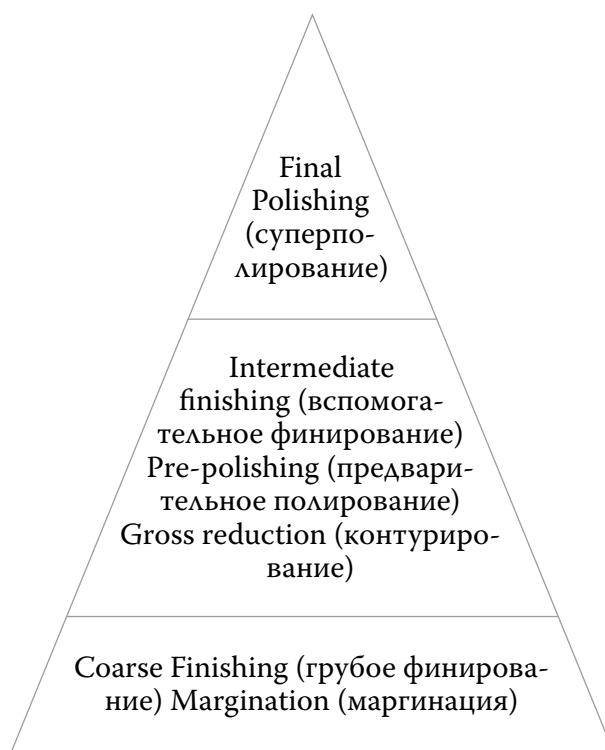 Final
Polishing
(суперпо-
лирование)
Intermediate
finishing (вспомога-
тельное финирование)
Pre-polishing (предвари-
тельное полирование)
Gross reduction (контуриро-
вание)
Coarse Finishing (грубое финирова-
ние) Margination (маргинация)